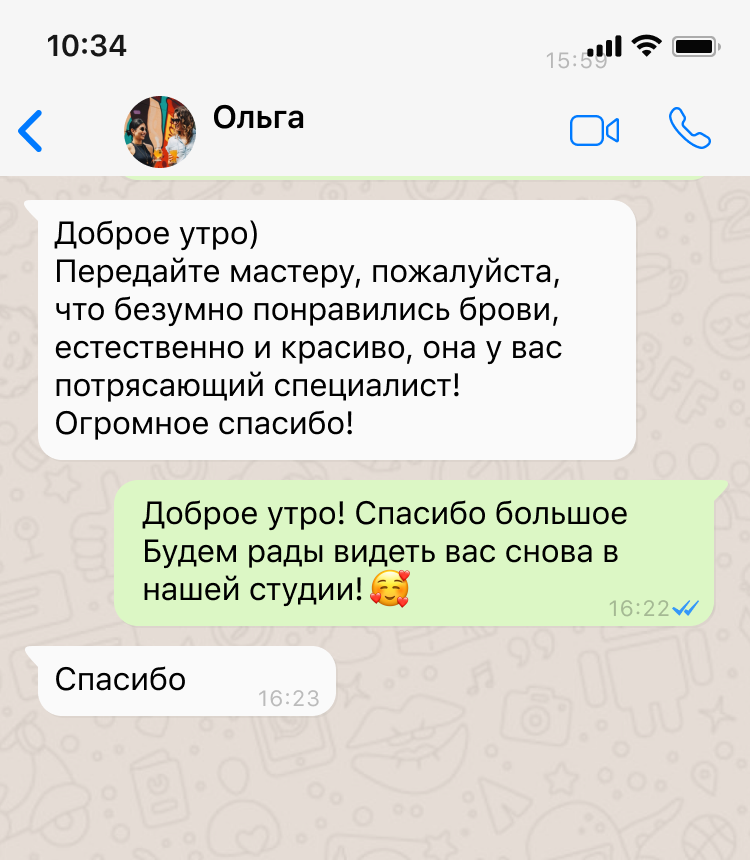 10:34
15:59
Ольга
Доброе утро)
Передайте мастеру, пожалуйста,
что безумно понравились брови,
естественно и красиво, она у вас
потрясающий специалист!
Огромное спасибо!
Доброе утро! Спасибо большое
Будем рады видеть вас снова в
нашей студии!🥰
16:22
Спасибо
16:23